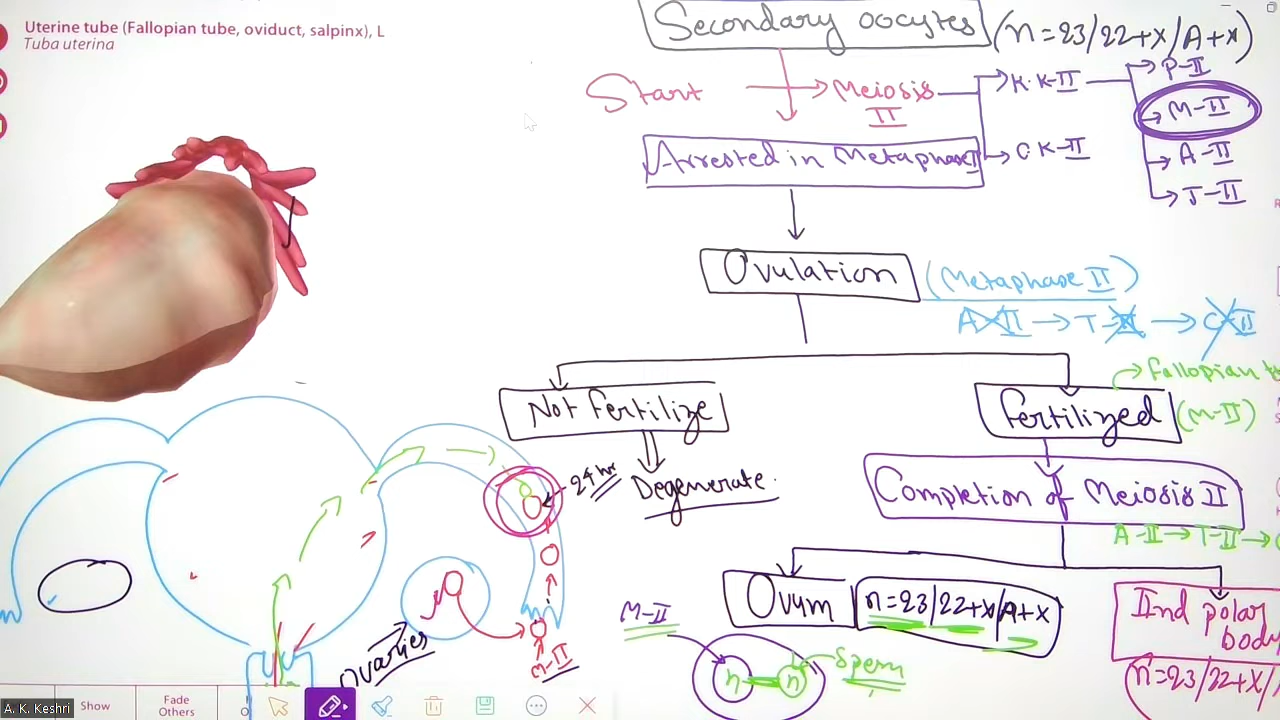 Uterine tube (Fallopian tube, oviduct, salpinx), L
Tuba uterina
Secondary oocytes (n=23/22+X/A+X)
Start → Meiosis II
K.K-II
P-II
M-II
A-II
T-II
C.K-II
Arrested in Metaphase II
Ovulation (Metaphase II)
A-II → T-II → C-II
Not Fertilize
Degenerate
Fallopian
Fertilized (M-II)
Completion of Meiosis II
A-II → T-II →
Ovum n=23/22+X/A+X
IInd polar
body
n=23/22+X/
24 hr
Ovaries
M-II
M-II
n n
Sperm
A. K. Keshri
Show
Fade
Others